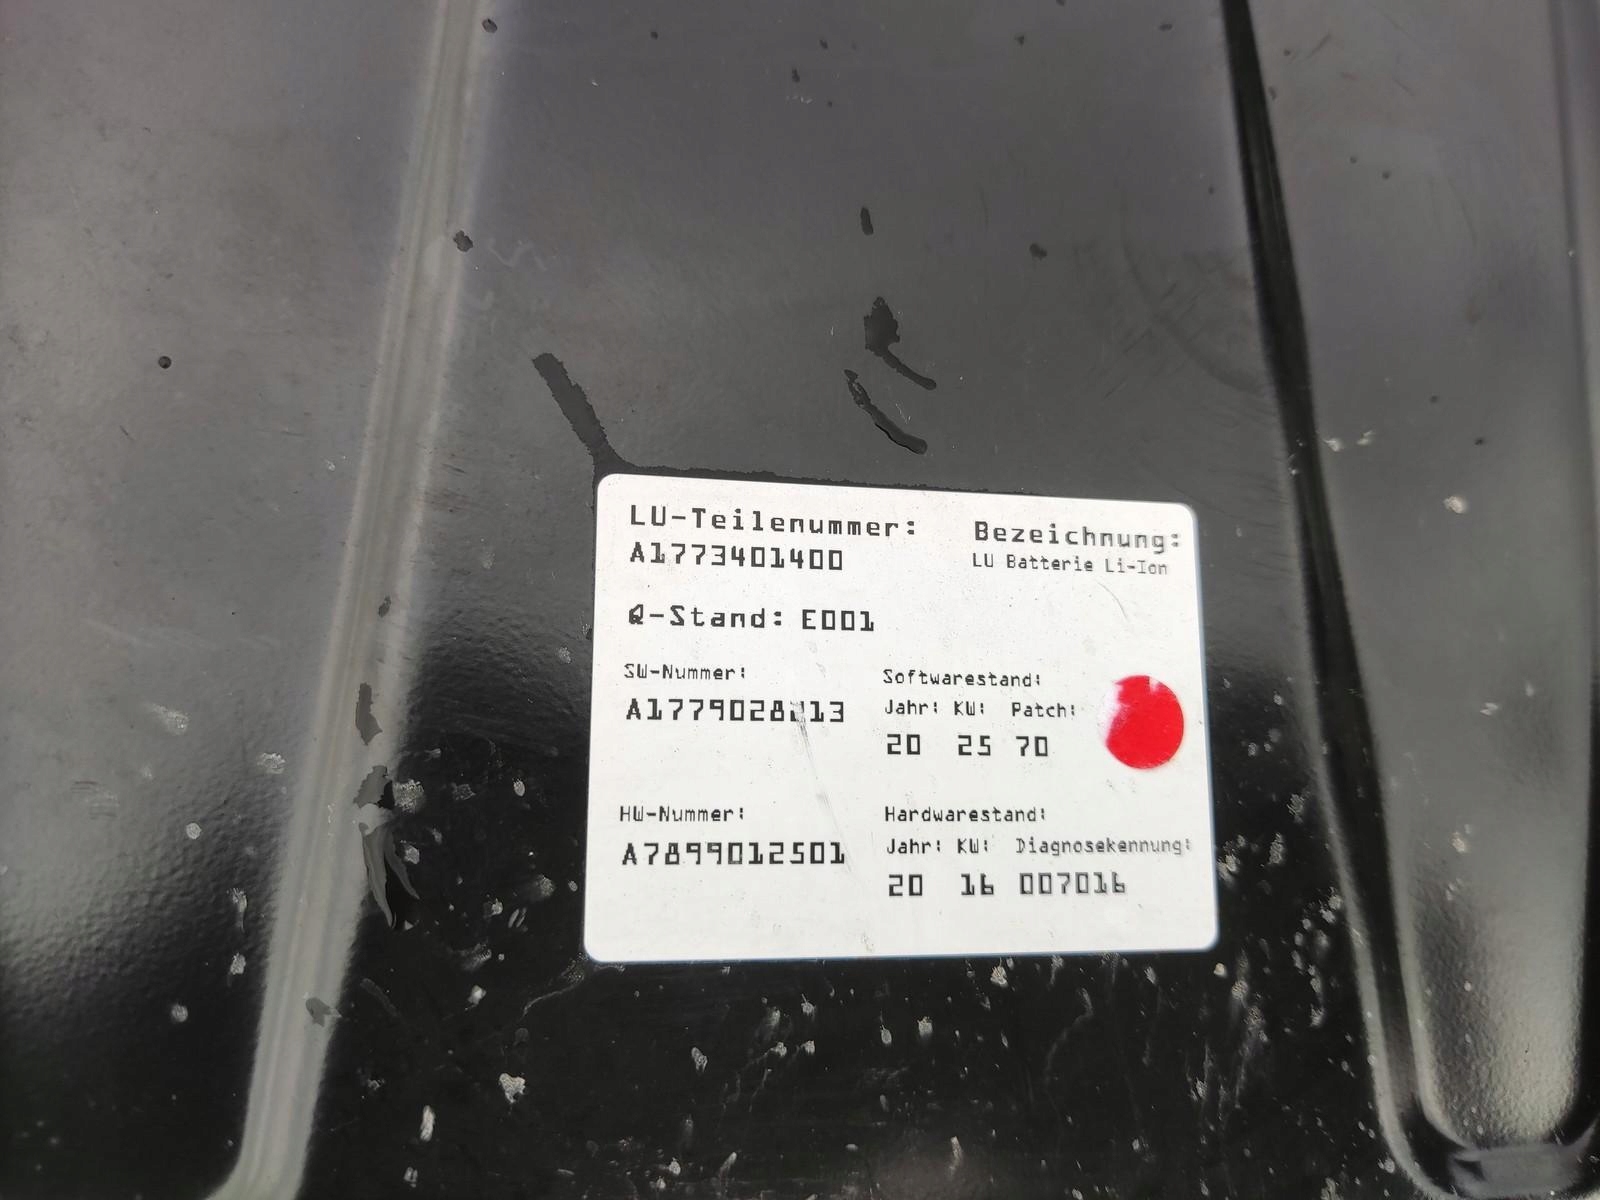 LU-Teilenummer:
A1773401400
Bezeichnung:
LU Batterie Li-Ion
Q-Stand: E001
SW-Nummer:
Softwarestand:
Jahr: KW: Patch:
20 25 70
HW-Nummer:
A7899012501
Hardwarestand:
Jahr: KW: Diagnosekennung:
20 16 007016